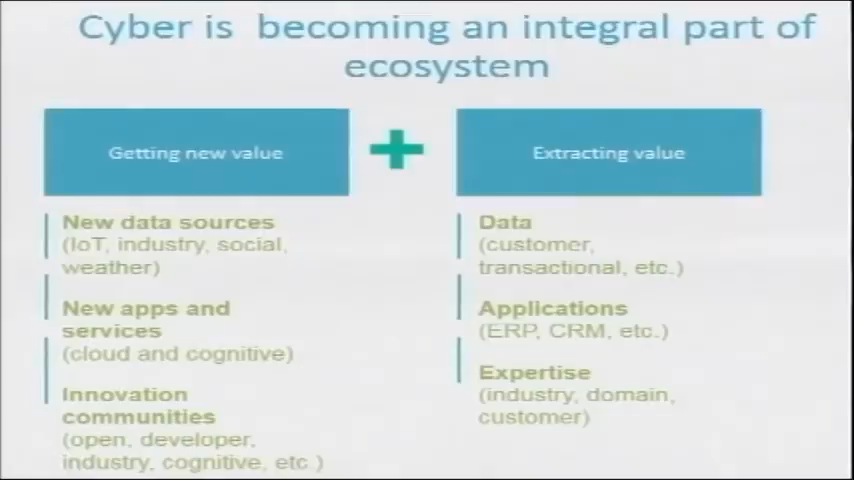 Cyber is becoming an integral part of
ecosystem
Getting new value
+
Extracting value
New data sources
(IoT, industry, social,
weather)
New apps and
services
(cloud and cognitive)
Innovation
communities
(open, developer,
industry, cognitive, etc.)
Data
(customer,
transactional, etc.)
Applications
(ERP, CRM, etc.)
Expertise
(industry, domain,
customer)